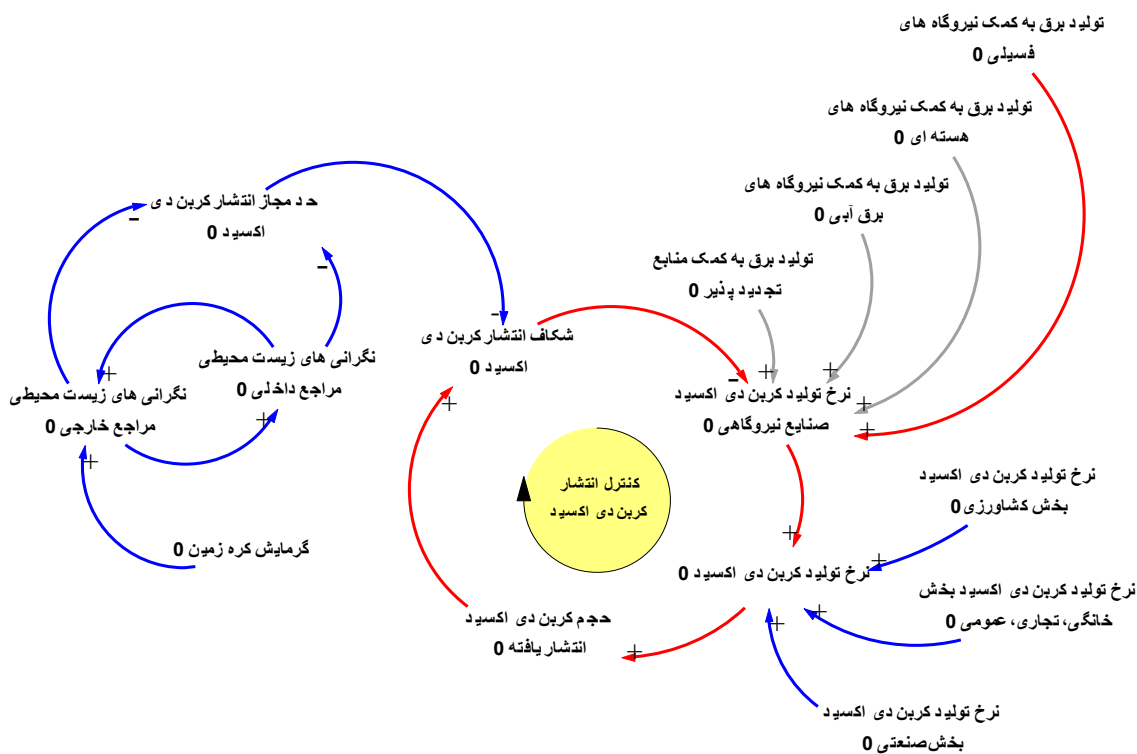 تولید برق به کمک نیروگاه های
فسیلی 0
تولید برق به کمک نیروگاه های
هسته ای 0
تولید برق به کمک نیروگاه های
برق آبی 0
تولید برق به کمک منابع
تجدید پذیر 0
حد مجاز انتشار کربن دی
اکسید 0
شکاف انتشار کربن دی
اکسید 0
نگرانی های زیست محیطی
مراجع داخلی 0
نگرانی های زیست محیطی
مراجع خارجی 0
نرخ تولید کربن دی اکسید
صنایع نیروگاهی 0
کنترل انتشار
کربن دی اکسید
نرخ تولید کربن دی اکسید
بخش کشاورزی 0
گرمایش کره زمین 0
نرخ تولید کربن دی اکسید 0
نرخ تولید کربن دی اکسید بخش
خانگی، تجاری، عمومی 0
حجم کربن دی اکسید
انتشار یافته 0
نرخ تولید کربن دی اکسید
بخش صنعتی 0